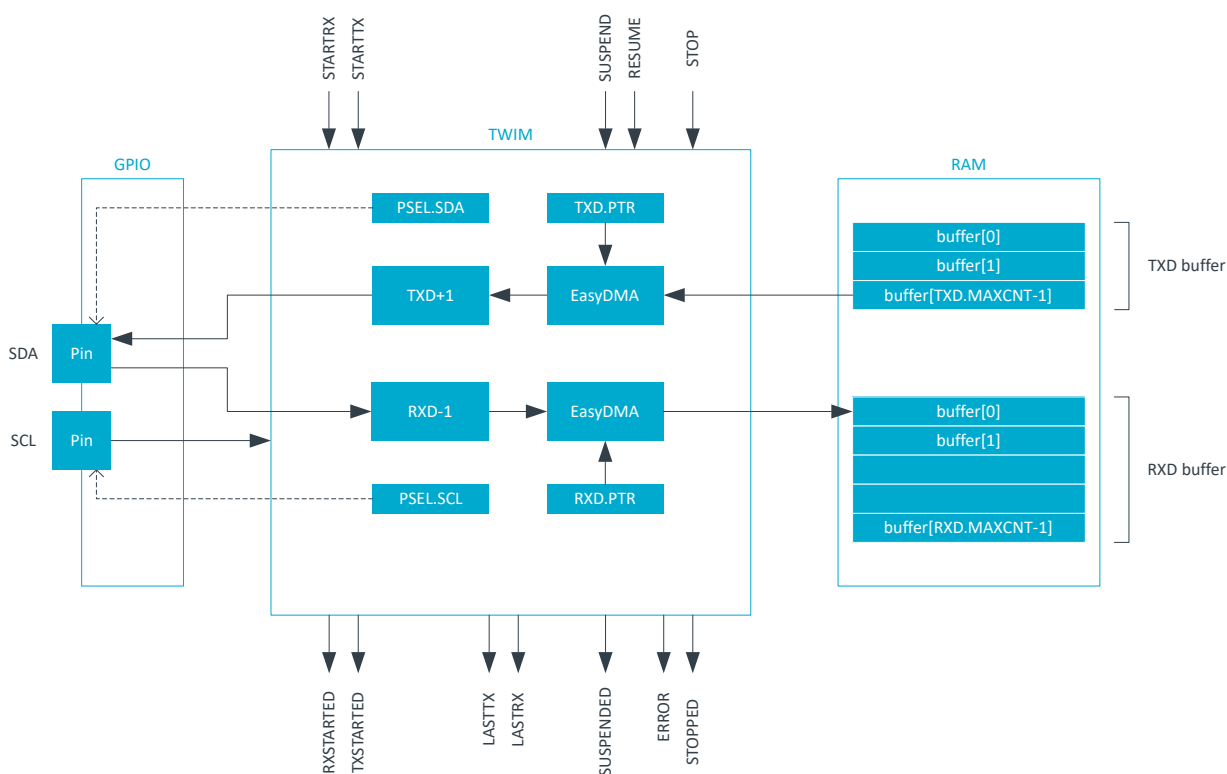 STARTRX
STARTTX
SUSPEND
RESUME
STOP
TWIM
GPIO
RAM
PSEL.SDA
TXD.PTR
buffer[0]
buffer[1]
buffer[TXD.MAXCNT-1]
TXD buffer
TXD+1
EasyDMA
SDA
Pin
RXD-1
EasyDMA
SCL
Pin
buffer[0]
buffer[1]
buffer[RXD.MAXCNT-1]
RXD buffer
PSEL.SCL
RXD.PTR
RXSTARTED
TXSTARTED
LASTTX
LASTRX
SUSPENDED
ERROR
STOPPED